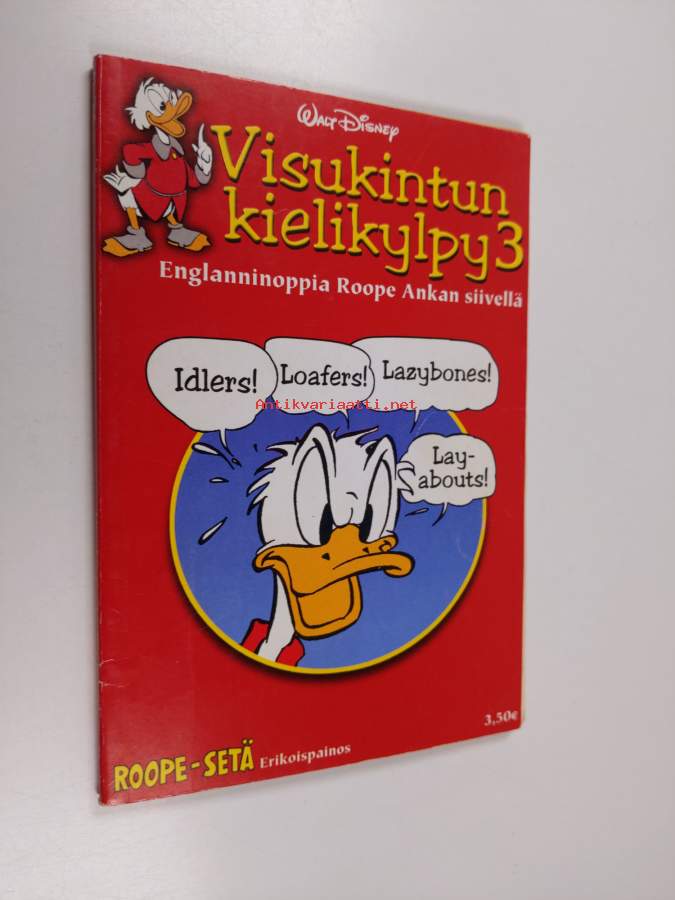 Walt Disney
Visukintun
kielikylpy 3
Englanninoppia Roope Ankan siivellä
Idlers!
Loafers!
Lazybones!
Antikvariaatti.net
Lay-
abouts!
3,50€
ROOPE-SETÄ Erikoispainos